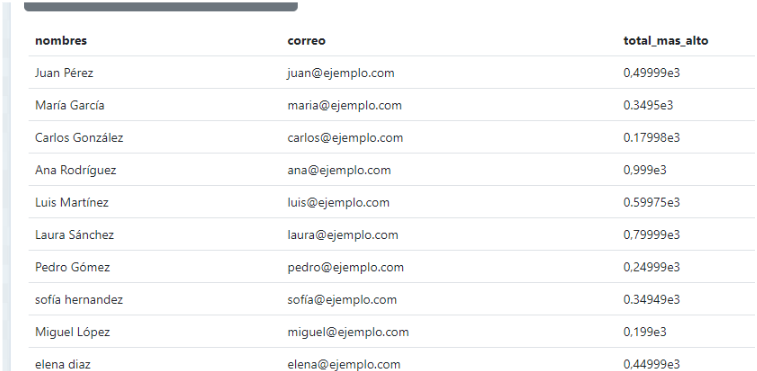 nombres correo total_mas_alto
Juan Pérez juan@ejemplo.com 0,49999e3
María García maria@ejemplo.com 0.3495e3
Carlos González carlos@ejemplo.com 0.17998e3
Ana Rodríguez ana@ejemplo.com 0,999e3
Luis Martínez luis@ejemplo.com 0.59975e3
Laura Sánchez laura@ejemplo.com 0,79999e3
Pedro Gómez pedro@ejemplo.com 0,24999e3
sofía hernandez sofía@ejemplo.com 0.34949e3
Miguel López miguel@ejemplo.com 0,199e3
elena diaz elena@ejemplo.com 0,44999e3